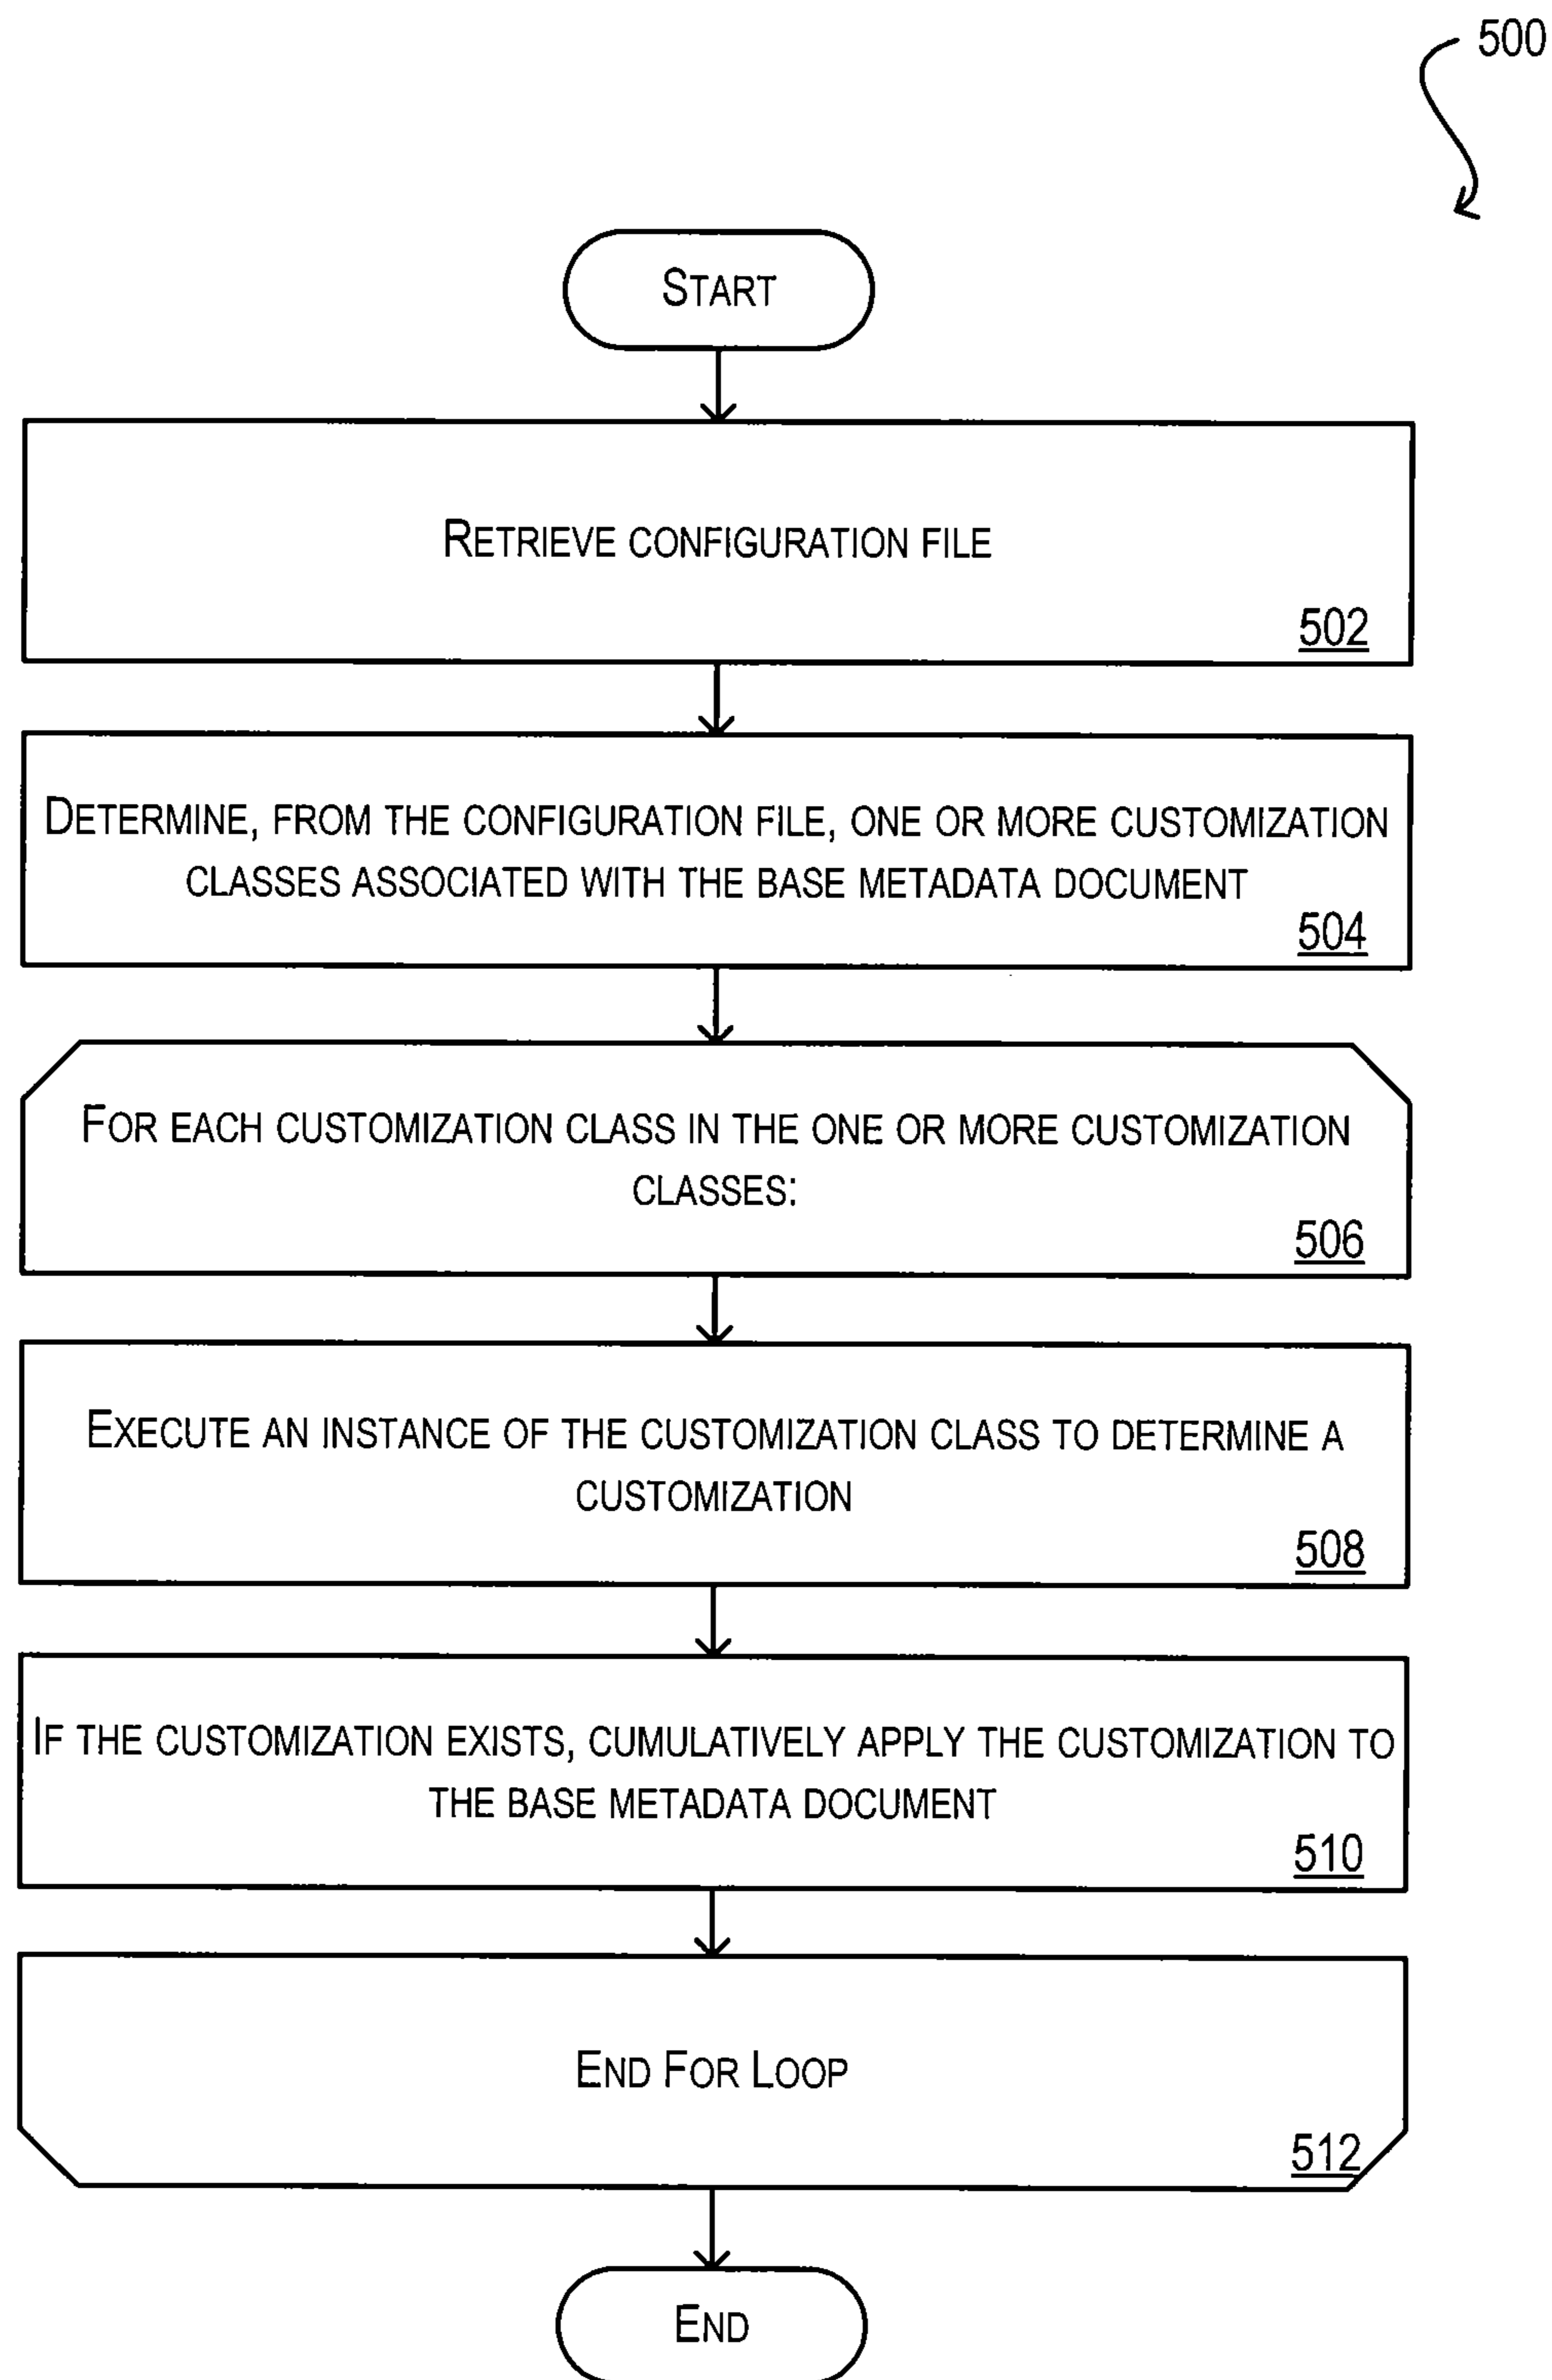 500
START
RETRIEVE CONFIGURATION FILE
502
DETERMINE, FROM THE CONFIGURATION FILE, ONE OR MORE CUSTOMIZATION
CLASSES ASSOCIATED WITH THE BASE METADATA DOCUMENT
504
FOR EACH CUSTOMIZATION CLASS IN THE ONE OR MORE CUSTOMIZATION
CLASSES:
506
EXECUTE AN INSTANCE OF THE CUSTOMIZATION CLASS TO DETERMINE A
CUSTOMIZATION
508
IF THE CUSTOMIZATION EXISTS, CUMULATIVELY APPLY THE CUSTOMIZATION TO
THE BASE METADATA DOCUMENT
510
END FOR LOOP
512
END